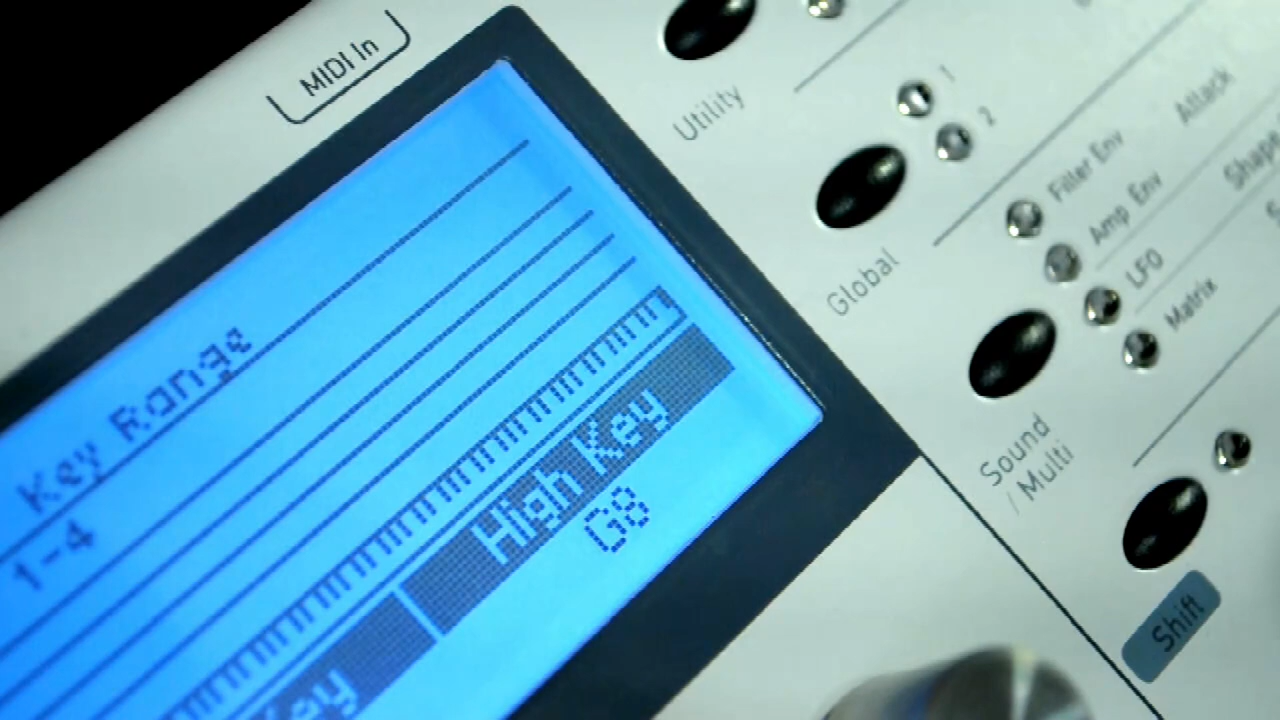 MIDI In
Utility
1
2
Global
Filter Env
Attack
Amp Env
LFO
Shape
Matrix
Sound
/ Multi
Shift
Key Range
1-4
High Key
G8
Key